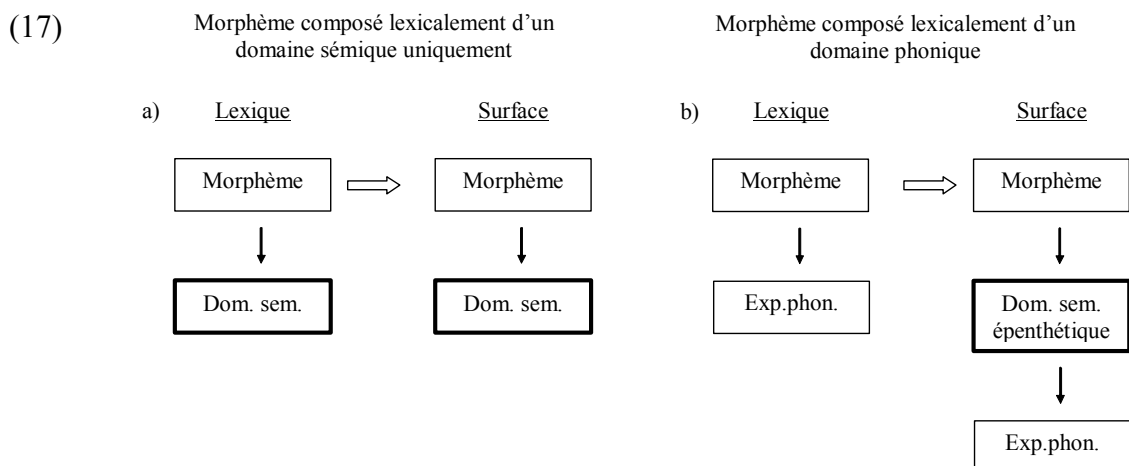 (17)
Morphème composé lexicalement d’un
domaine sémique uniquement
Morphème composé lexicalement d’un
domaine phonique
a) Lexique Surface
b) Lexique Surface
Morphème Morphème
Morphème Morphème
Dom. sem. Dom. sem.
Exp.phon. Dom. sem.
épenthétique
Exp.phon.